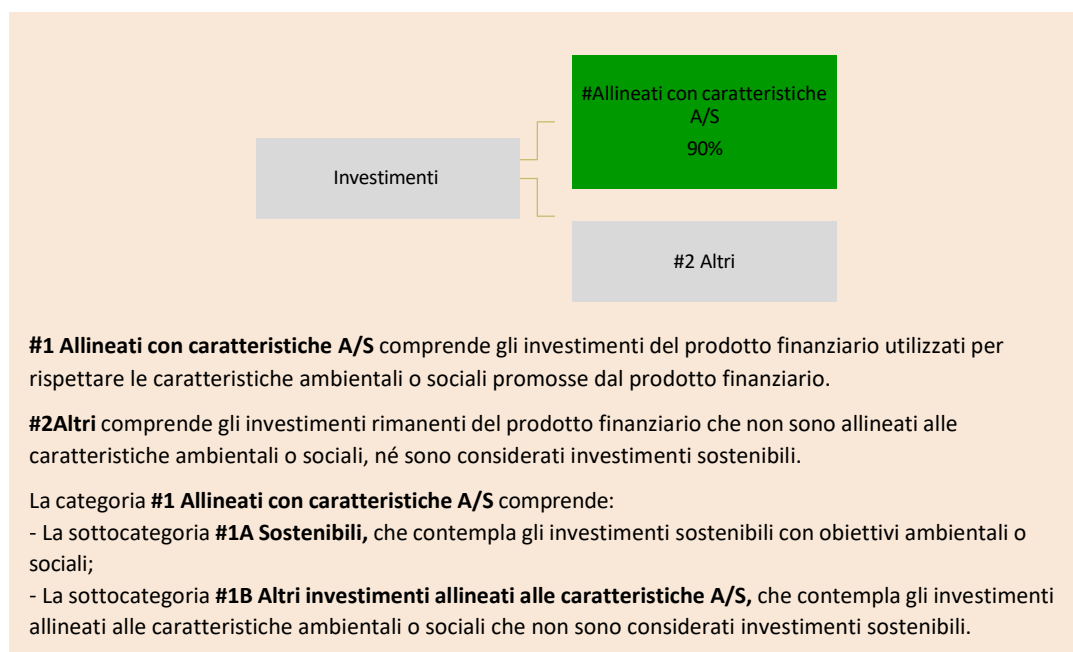 #Allineati con caratteristiche
A/S
90%
Investimenti
#2 Altri
#1 Allineati con caratteristiche A/S comprende gli investimenti del prodotto finanziario utilizzati per
rispettare le caratteristiche ambientali o sociali promosse dal prodotto finanziario.
#2Altri comprende gli investimenti rimanenti del prodotto finanziario che non sono allineati alle
caratteristiche ambientali o sociali, né sono considerati investimenti sostenibili.
La categoria #1 Allineati con caratteristiche A/S comprende:
- La sottocategoria #1A Sostenibili, che contempla gli investimenti sostenibili con obiettivi ambientali o
sociali;
- La sottocategoria #1B Altri investimenti allineati alle caratteristiche A/S, che contempla gli investimenti
allineati alle caratteristiche ambientali o sociali che non sono considerati investimenti sostenibili.